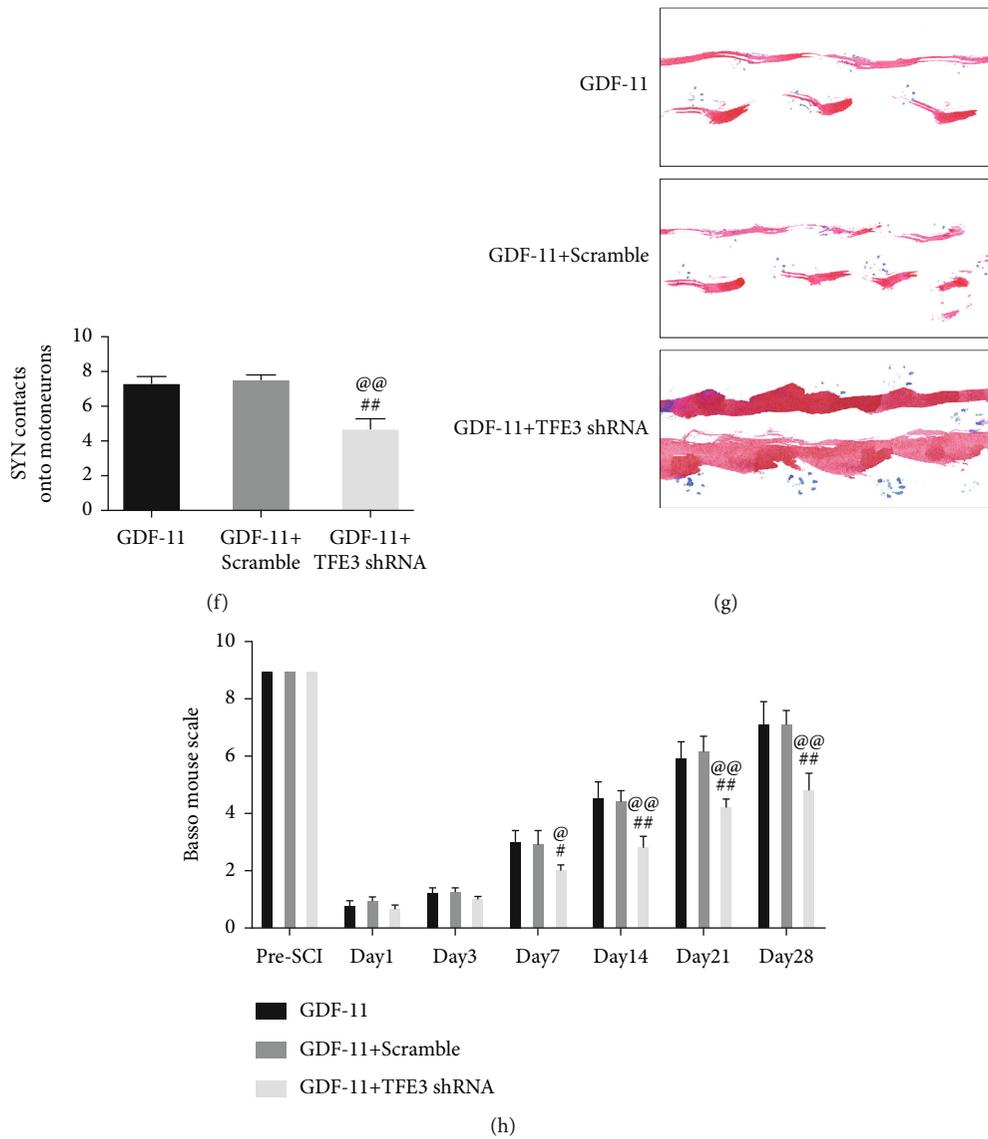 10
8
6
4
2
0
SYN contacts
onto motoneurons
@@
##
GDF-11
GDF-11+
Scramble
GDF-11+
TFE3 shRNA
(f)
GDF-11
GDF-11+Scramble
GDF-11+TFE3 shRNA
(g)
10
8
6
4
2
0
Basso mouse scale
@
#
@@
##
@@
##
@@
##
Pre-SCI
Day1
Day3
Day7
Day14
Day21
Day28
GDF-11
GDF-11+Scramble
GDF-11+TFE3 shRNA
(h)